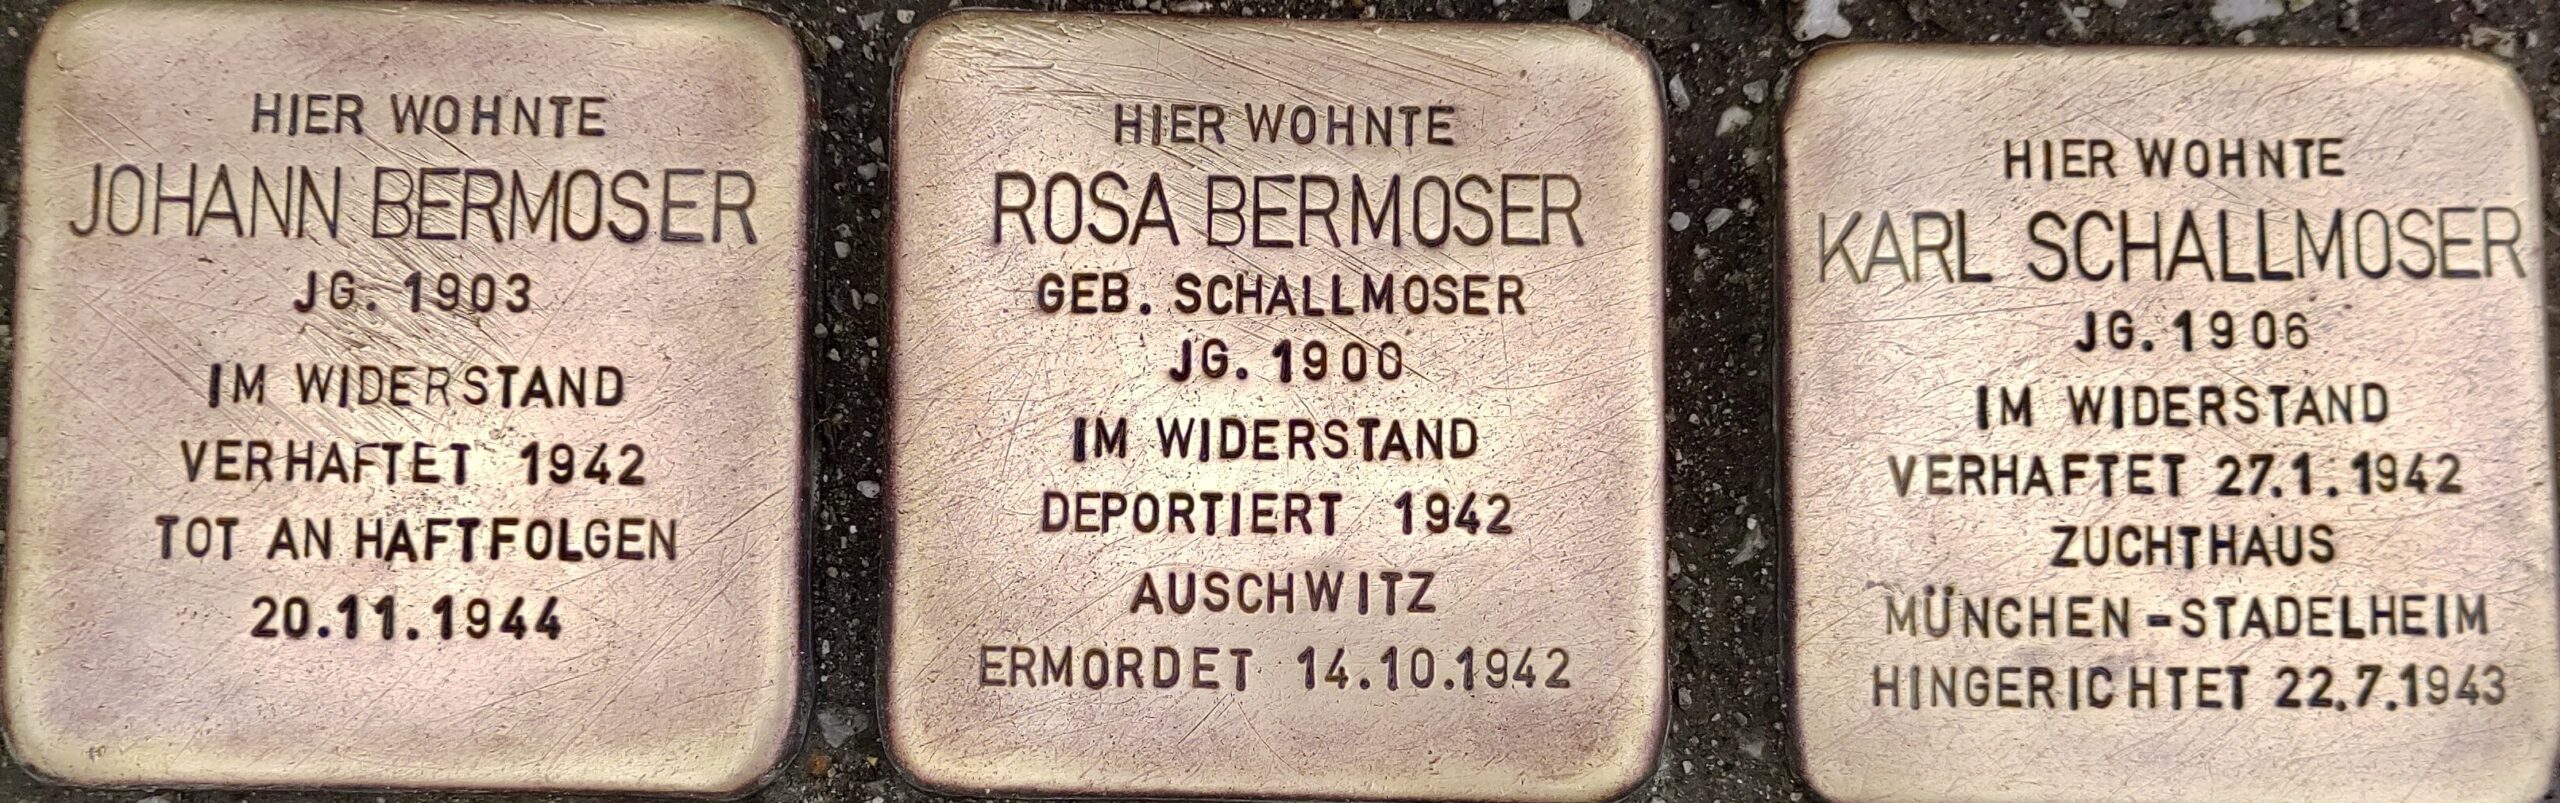 HIER WOHNTE
JOHANN BERMOSER
JG. 1903
IM WIDERSTAND
VERHAFTET 1942
TOT AN HAFTFOLGEN
20.11.1944
HIER WOHNTE
ROSA BERMOSER
GEB. SCHALLMOSER
JG. 1900
IM WIDERSTAND
DEPORTIERT 1942
AUSCHWITZ
ERMORDET 14.10.1942
HIER WOHNTE
KARL SCHALLMOSER
JG. 1906
IM WIDERSTAND
VERHAFTET 27.1.1942
ZUCHTHAUS
MÜNCHEN-STADELHEIM
HINGERICHTET 22.7.1943